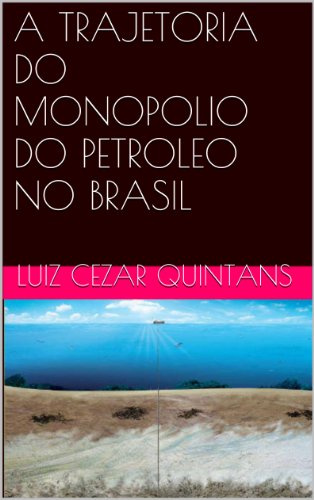 A TRAJETORIA
DO
MONOPOLIO
DO PETROLEO
NO BRASIL
LUIZ CEZAR QUINTANS